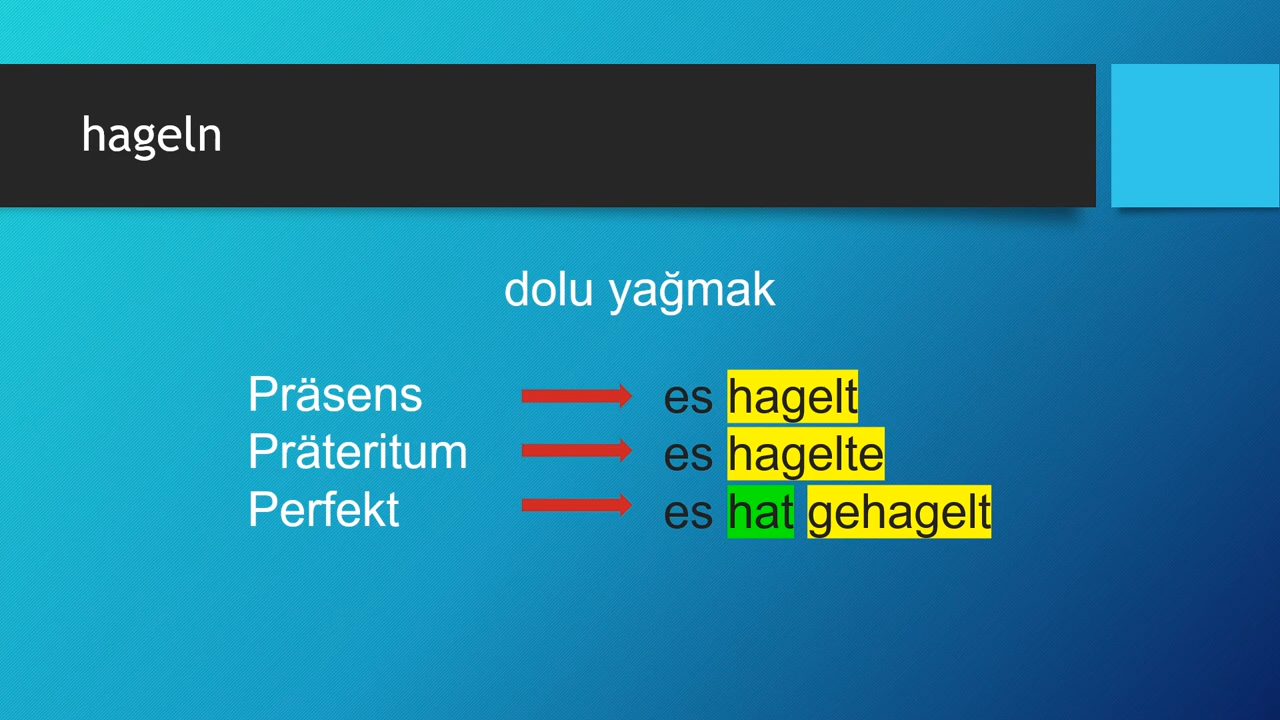 hageln
dolu yağmak
Präsens es hagelt
Präteritum es hagelte
Perfekt es hat gehagelt